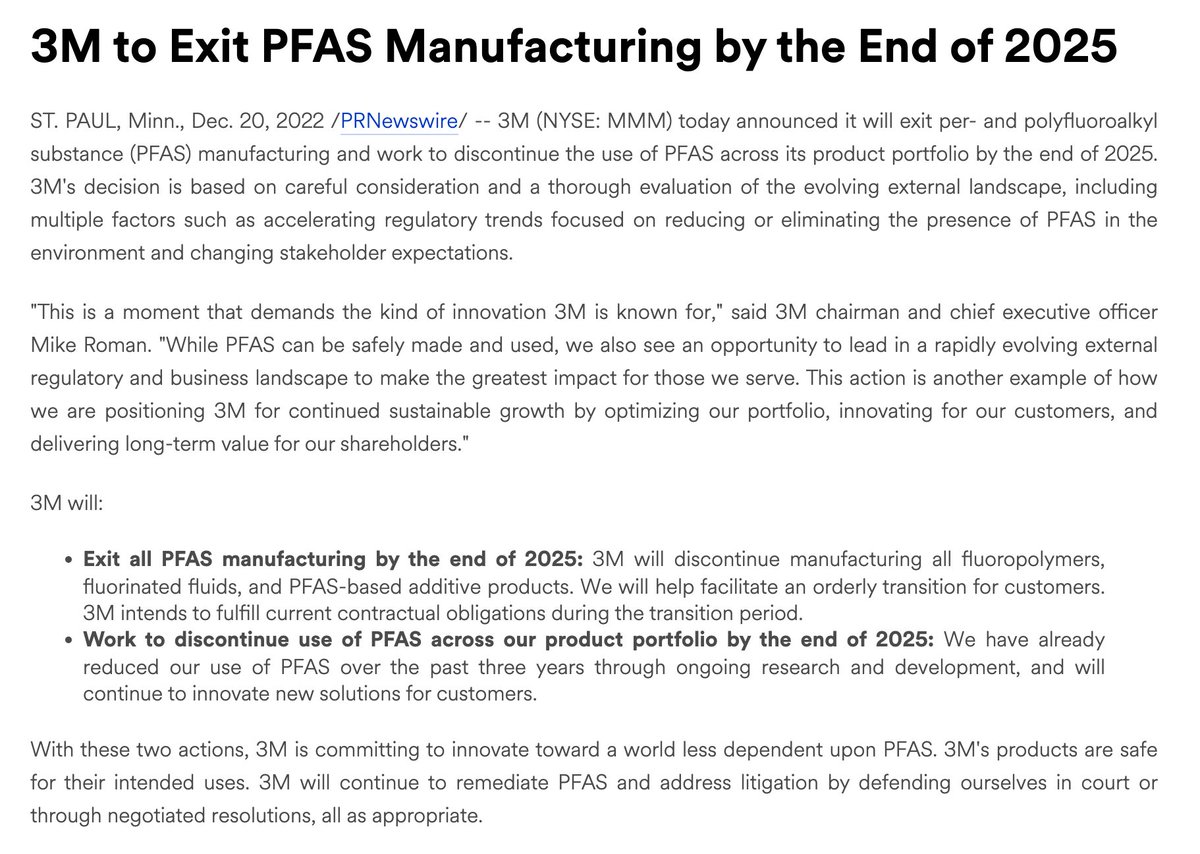 3M to Exit PFAS Manufacturing by the End of 2025
ST. PAUL, Minn., Dec. 20, 2022 /PRNewswire/ -- 3M (NYSE: MMM) today announced it will exit per- and polyfluoroalkyl
substance (PFAS) manufacturing and work to discontinue the use of PFAS across its product portfolio by the end of 2025.
3M's decision is based on careful consideration and a thorough evaluation of the evolving external landscape, including
multiple factors such as accelerating regulatory trends focused on reducing or eliminating the presence of PFAS in the
environment and changing stakeholder expectations.
"This is a moment that demands the kind of innovation 3M is known for," said 3M chairman and chief executive officer
Mike Roman. "While PFAS can be safely made and used, we also see an opportunity to lead in a rapidly evolving external
regulatory and business landscape to make the greatest impact for those we serve. This action is another example of how
we are positioning 3M for continued sustainable growth by optimizing our portfolio, innovating for our customers, and
delivering long-term value for our shareholders."
3M will:
• Exit all PFAS manufacturing by the end of 2025: 3M will discontinue manufacturing all fluoropolymers,
fluorinated fluids, and PFAS-based additive products. We will help facilitate an orderly transition for customers.
3M intends to fulfill current contractual obligations during the transition period.
• Work to discontinue use of PFAS across our product portfolio by the end of 2025: We have already
reduced our use of PFAS over the past three years through ongoing research and development, and will
continue to innovate new solutions for customers.
With these two actions, 3M is committing to innovate toward a world less dependent upon PFAS. 3M's products are safe
for their intended uses. 3M will continue to remediate PFAS and address litigation by defending ourselves in court or
through negotiated resolutions, all as appropriate.